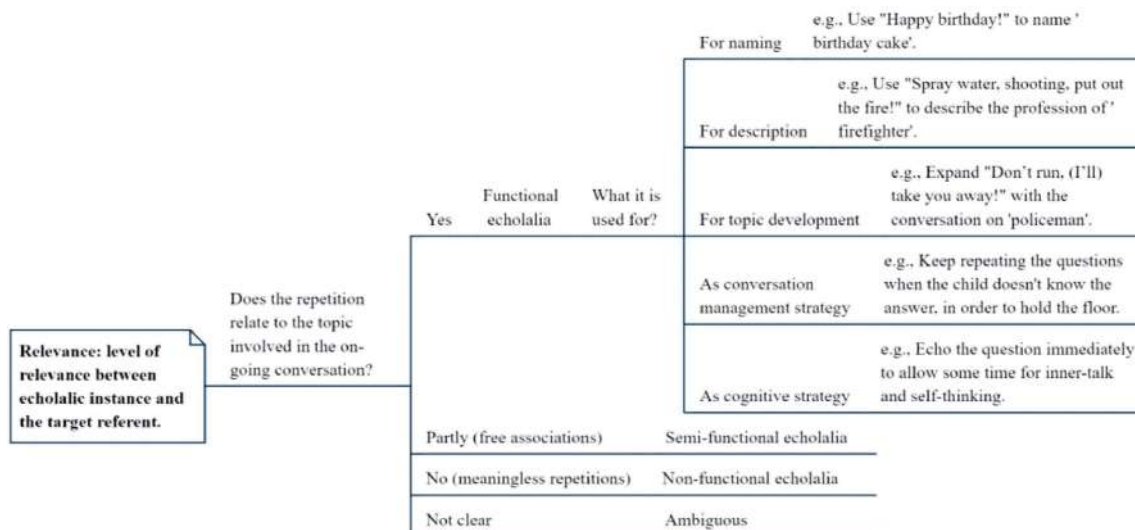 Relevance: level of
relevance between
echolalic instance and
the target referent.
Does the repetition
relate to the topic
involved in the on-
going conversation?
Yes
Functional
echolalia
What it is
used for?
For naming
e.g., Use "Happy birthday!" to name '
birthday cake'.
For description
e.g., Use "Spray water, shooting, put out
the fire!" to describe the profession of '
firefighter'.
For topic development
e.g., Expand "Don't run, (I'll)
take you away!" with the
conversation on 'policeman'.
As conversation
management strategy
e.g., Keep repeating the questions
when the child doesn't know the
answer, in order to hold the floor.
As cognitive strategy
e.g., Echo the question immediately
to allow some time for inner-talk
and self-thinking.
Partly (free associations)
Semi-functional echolalia
No (meaningless repetitions)
Non-functional echolalia
Not clear
Ambiguous